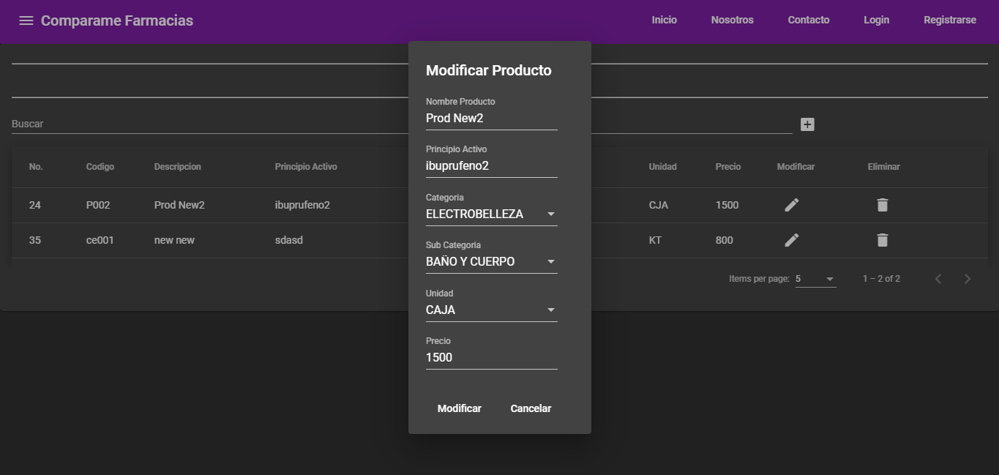 Comparame Farmacias Inicio Nosotros Contacto Login Registrarse
Buscar
No. Codigo Descripcion Principio Activo Unidad Precio Modificar Eliminar
24 P002 Prod New2 ibuprufeno2 CJA 1500
35 ce001 new new sdasd KT 800
Items per page: 5 1 – 2 of 2
Modificar Producto
Nombre Producto
Prod New2
Principio Activo
ibuprufeno2
Categoria
ELECTROBELLEZA
Sub Categoria
BAÑO Y CUERPO
Unidad
CAJA
Precio
1500
Modificar Cancelar